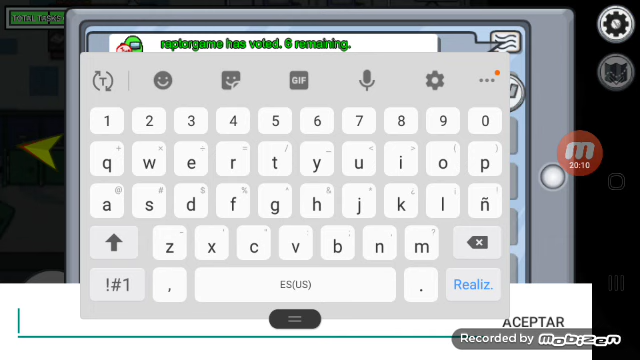 TOTAL TASKS
raptorgame has voted. 6 remaining.
T
GIF
1 2 3 4 5 6 7 8 9 0
+ × ÷ = / _ < > ( )
q w e r t y u i o p
@ # $ % ^ & * ¿ ¡ !
a s d f g h j k l ñ
z x c v b n m
!#1 , ES(US) . Realiz.
20:10
ACEPTAR
Recorded by mobizen